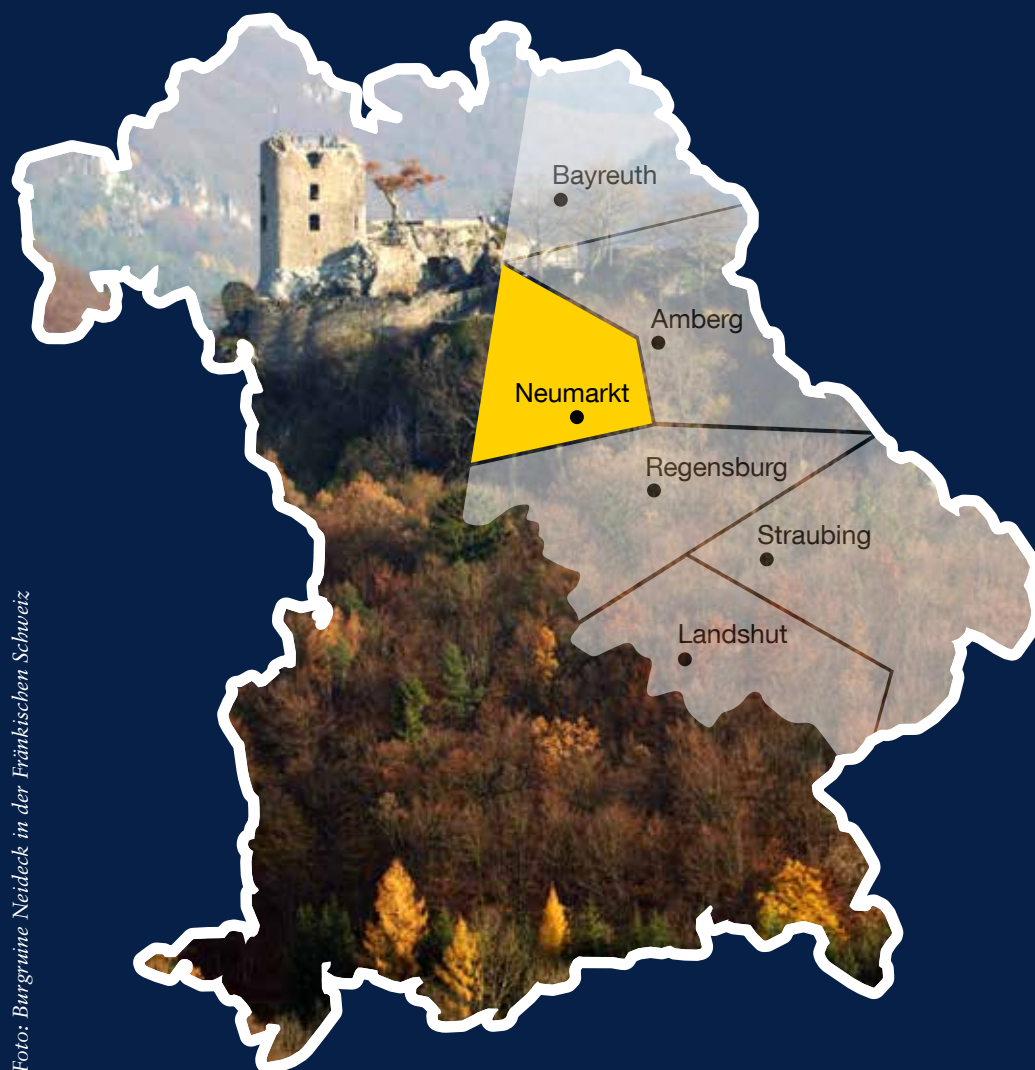 Bayreuth
Amberg
Neumarkt
Regensburg
Straubing
Landshut
Foto: Burgruine Neideck in der Fränkischen Schweiz